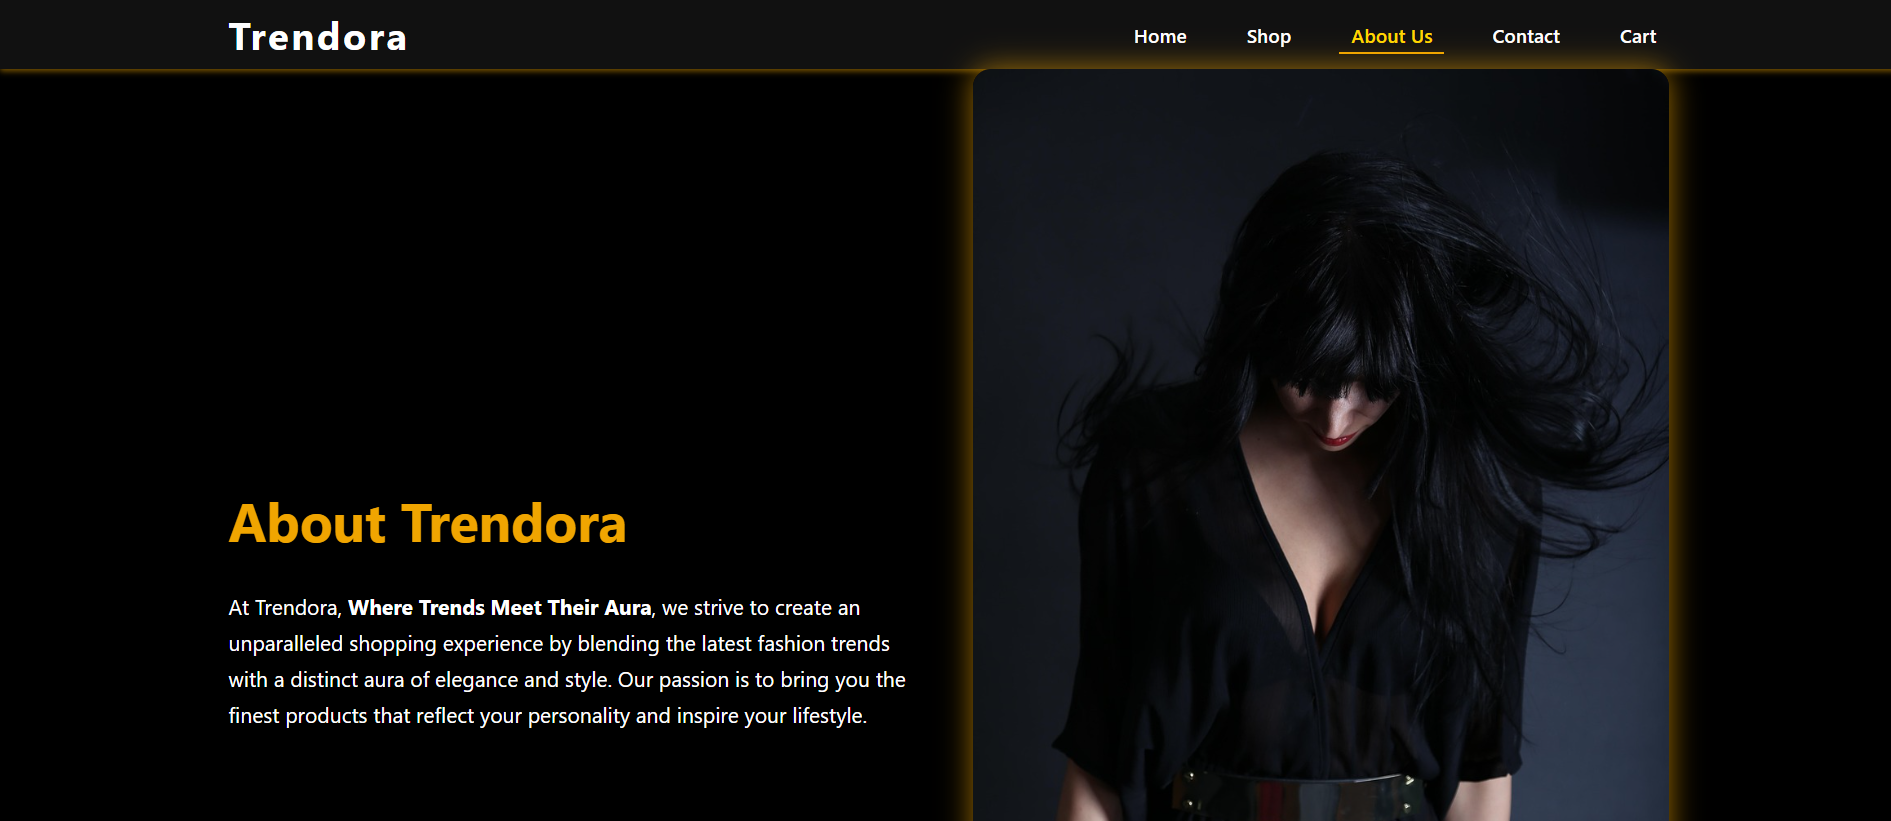 Trendora
Home Shop About Us Contact Cart
About Trendora
At Trendora, Where Trends Meet Their Aura, we strive to create an
unparalleled shopping experience by blending the latest fashion trends
with a distinct aura of elegance and style. Our passion is to bring you the
finest products that reflect your personality and inspire your lifestyle.